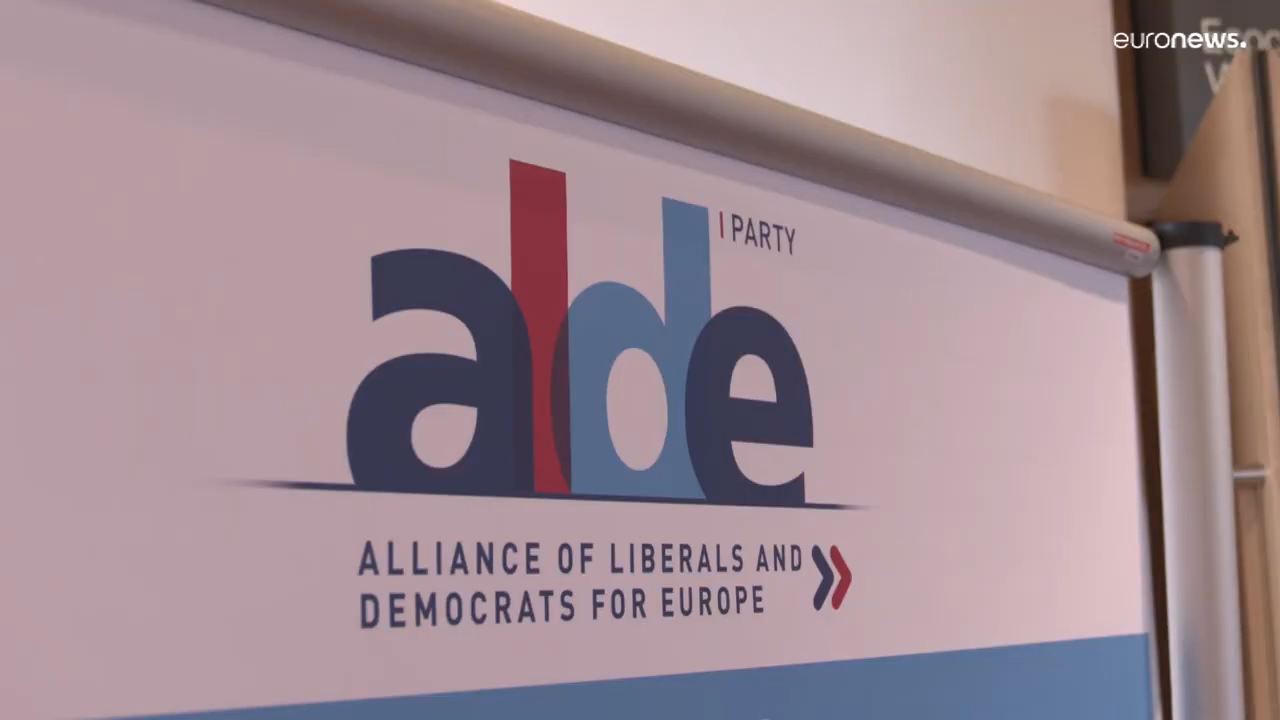 euronews.
alde
| PARTY
ALLIANCE OF LIBERALS AND
DEMOCRATS FOR EUROPE